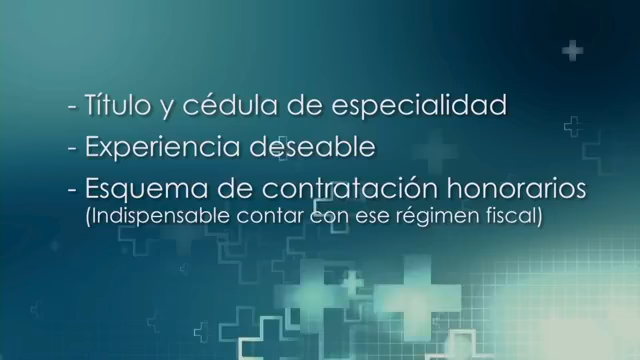 - Título y cédula de especialidad
- Experiencia deseable
- Esquema de contratación honorarios
(Indispensable contar con ese régimen fiscal)